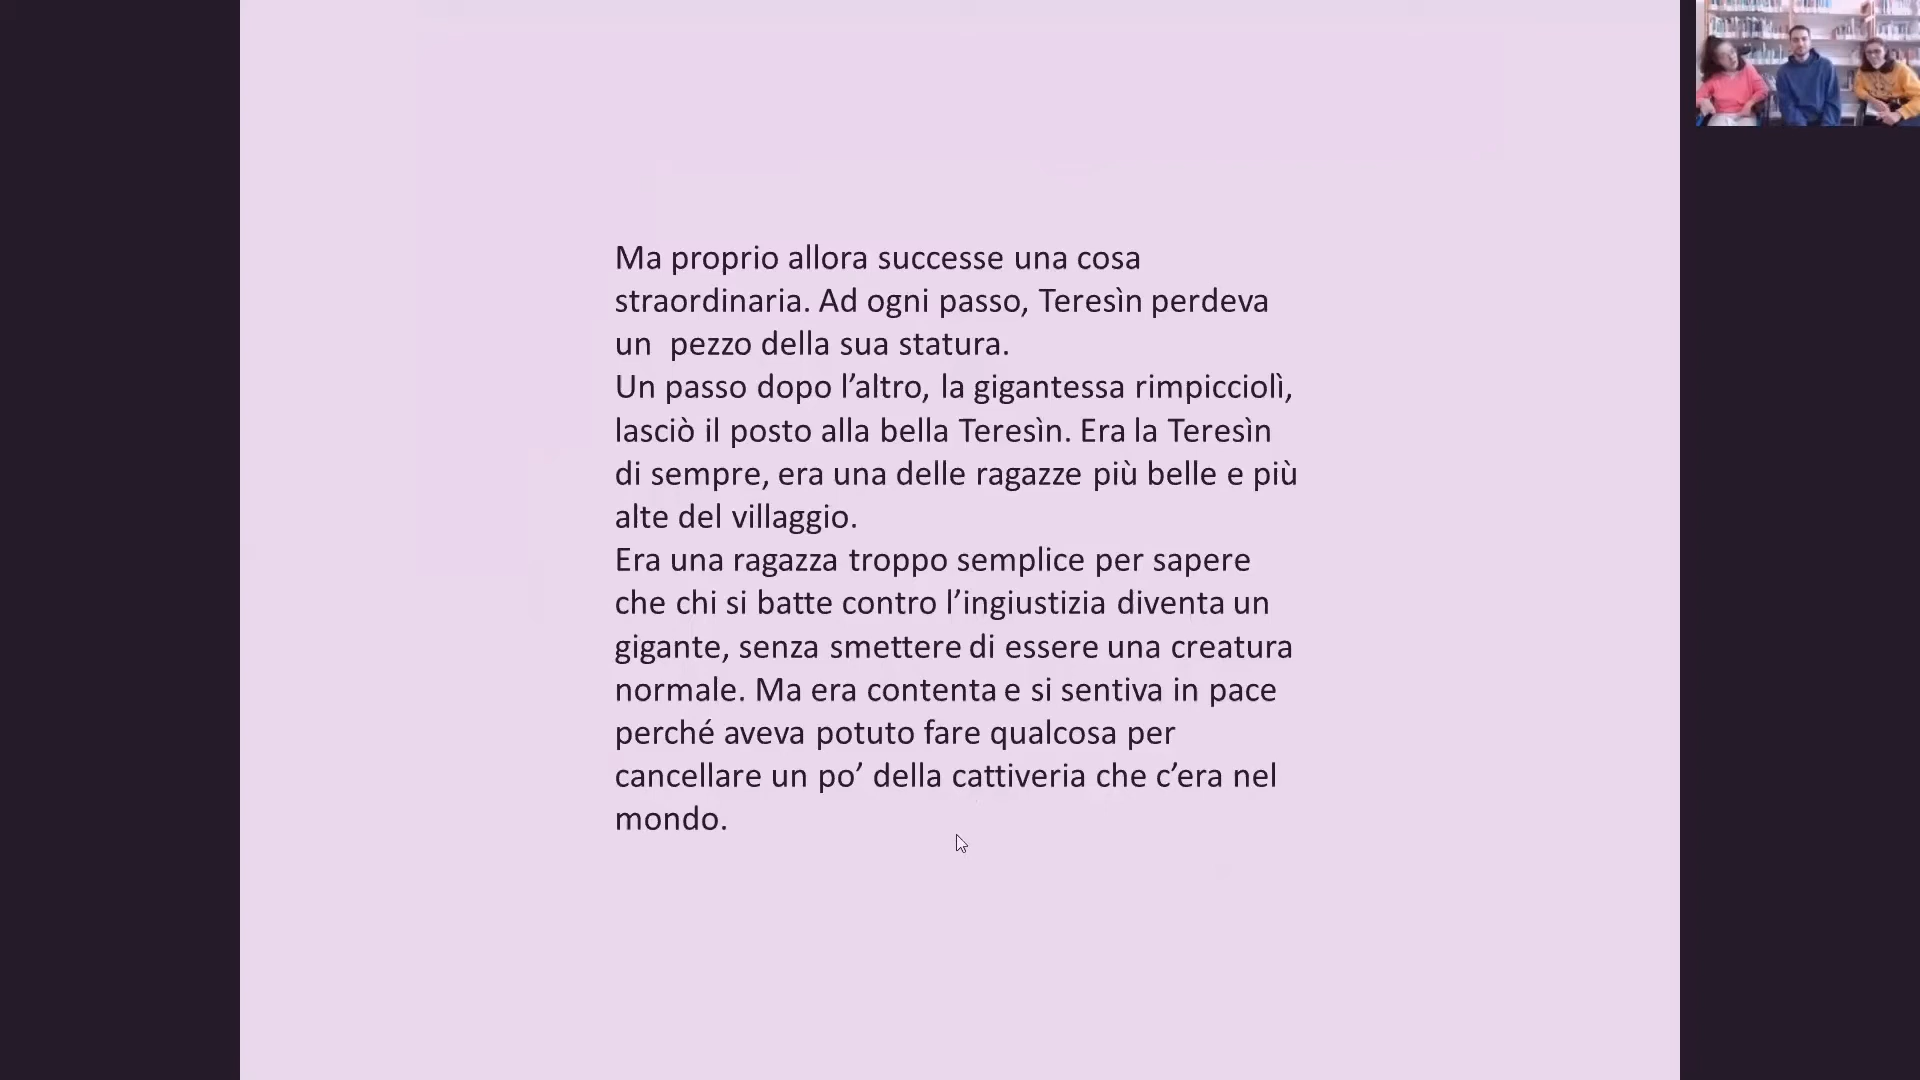 Ma proprio allora successe una cosa
straordinaria. Ad ogni passo, Teresìn perdeva
un  pezzo della sua statura.
Un passo dopo l’altro, la gigantessa rimpicciolì,
lasciò il posto alla bella Teresìn. Era la Teresìn
di sempre, era una delle ragazze più belle e più
alte del villaggio.
Era una ragazza troppo semplice per sapere
che chi si batte contro l’ingiustizia diventa un
gigante, senza smettere di essere una creatura
normale. Ma era contenta e si sentiva in pace
perché aveva potuto fare qualcosa per
cancellare un po’ della cattiveria che c’era nel
mondo.